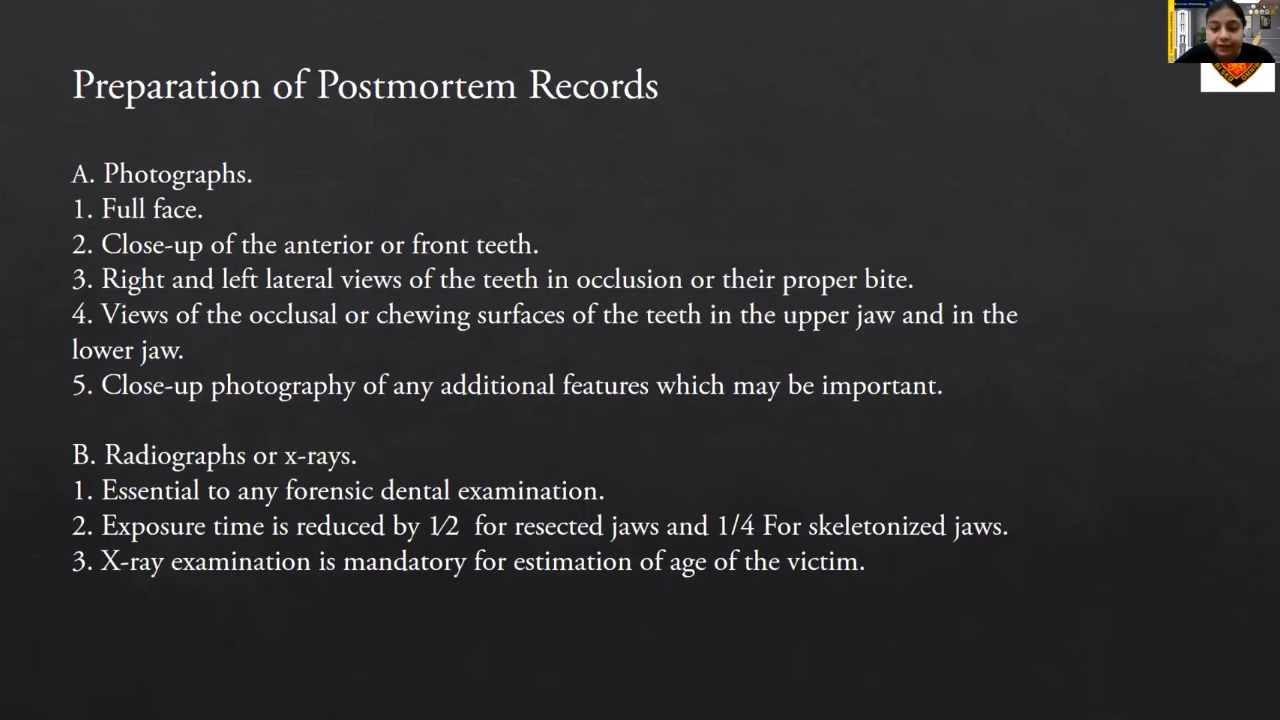 Preparation of Postmortem Records
A. Photographs.
1. Full face.
2. Close-up of the anterior or front teeth.
3. Right and left lateral views of the teeth in occlusion or their proper bite.
4. Views of the occlusal or chewing surfaces of the teeth in the upper jaw and in the
lower jaw.
5. Close-up photography of any additional features which may be important.
B. Radiographs or x-rays.
1. Essential to any forensic dental examination.
2. Exposure time is reduced by 1⁄2 for resected jaws and 1/4 For skeletonized jaws.
3. X-ray examination is mandatory for estimation of age of the victim.